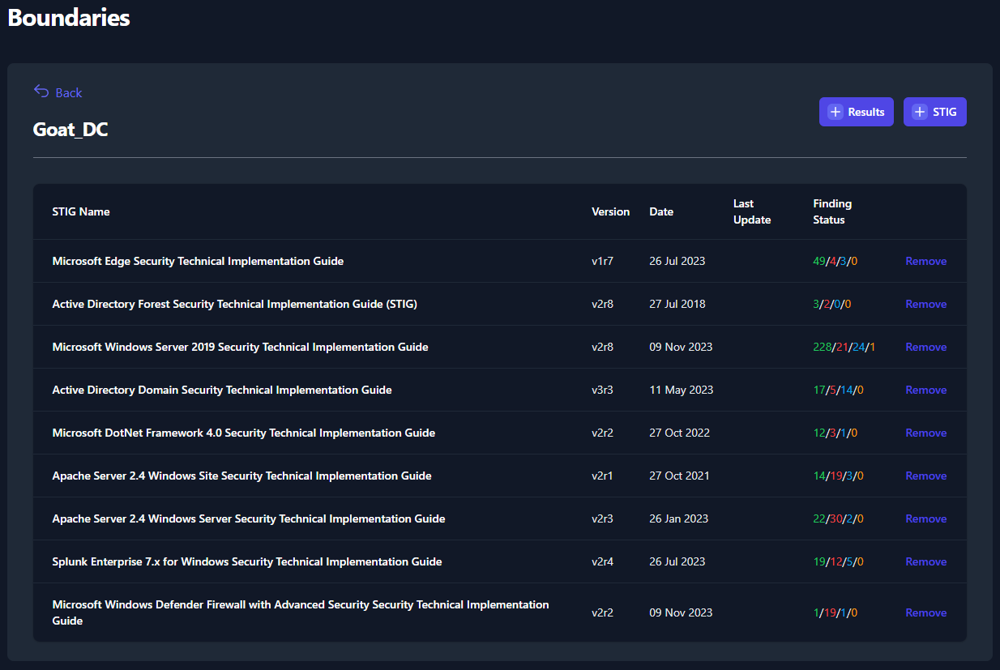 Boundaries
Back
Goat_DC
Results
STIG
STIG Name Version Date Last Update Finding Status
Microsoft Edge Security Technical Implementation Guide v1r7 26 Jul 2023 49/4/3/0 Remove
Active Directory Forest Security Technical Implementation Guide (STIG) v2r8 27 Jul 2018 3/2/0/0 Remove
Microsoft Windows Server 2019 Security Technical Implementation Guide v2r8 09 Nov 2023 228/21/24/1 Remove
Active Directory Domain Security Technical Implementation Guide v3r3 11 May 2023 17/5/14/0 Remove
Microsoft DotNet Framework 4.0 Security Technical Implementation Guide v2r2 27 Oct 2022 12/3/1/0 Remove
Apache Server 2.4 Windows Site Security Technical Implementation Guide v2r1 27 Oct 2021 14/19/3/0 Remove
Apache Server 2.4 Windows Server Security Technical Implementation Guide v2r3 26 Jan 2023 22/30/2/0 Remove
Splunk Enterprise 7.x for Windows Security Technical Implementation Guide v2r4 26 Jul 2023 19/12/5/0 Remove
Microsoft Windows Defender Firewall with Advanced Security Security Technical Implementation
Guide v2r2 09 Nov 2023 1/19/1/0 Remove